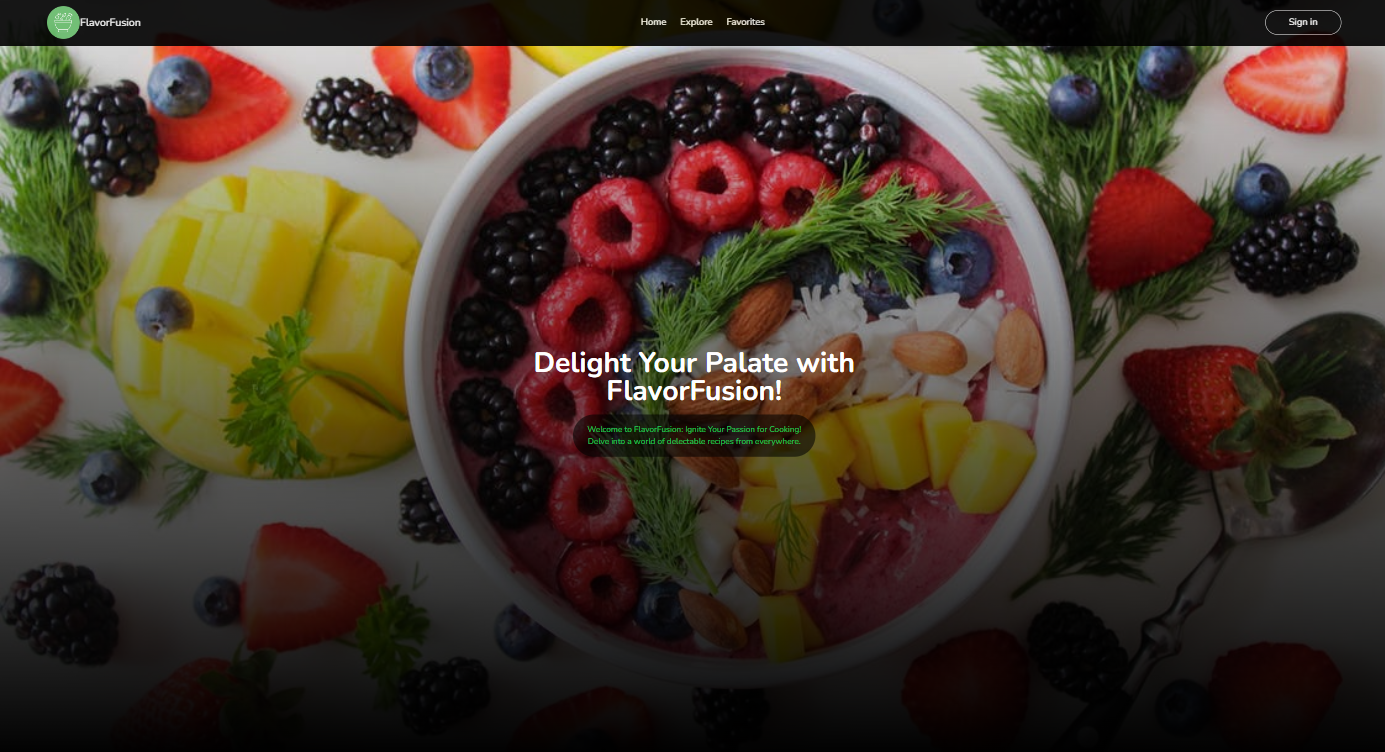 FlavorFusion
Home Explore Favorites
Sign in
Delight Your Palate with
FlavorFusion!
Welcome to FlavorFusion: Ignite Your Passion for Cooking!
Delve into a world of delectable recipes from everywhere.